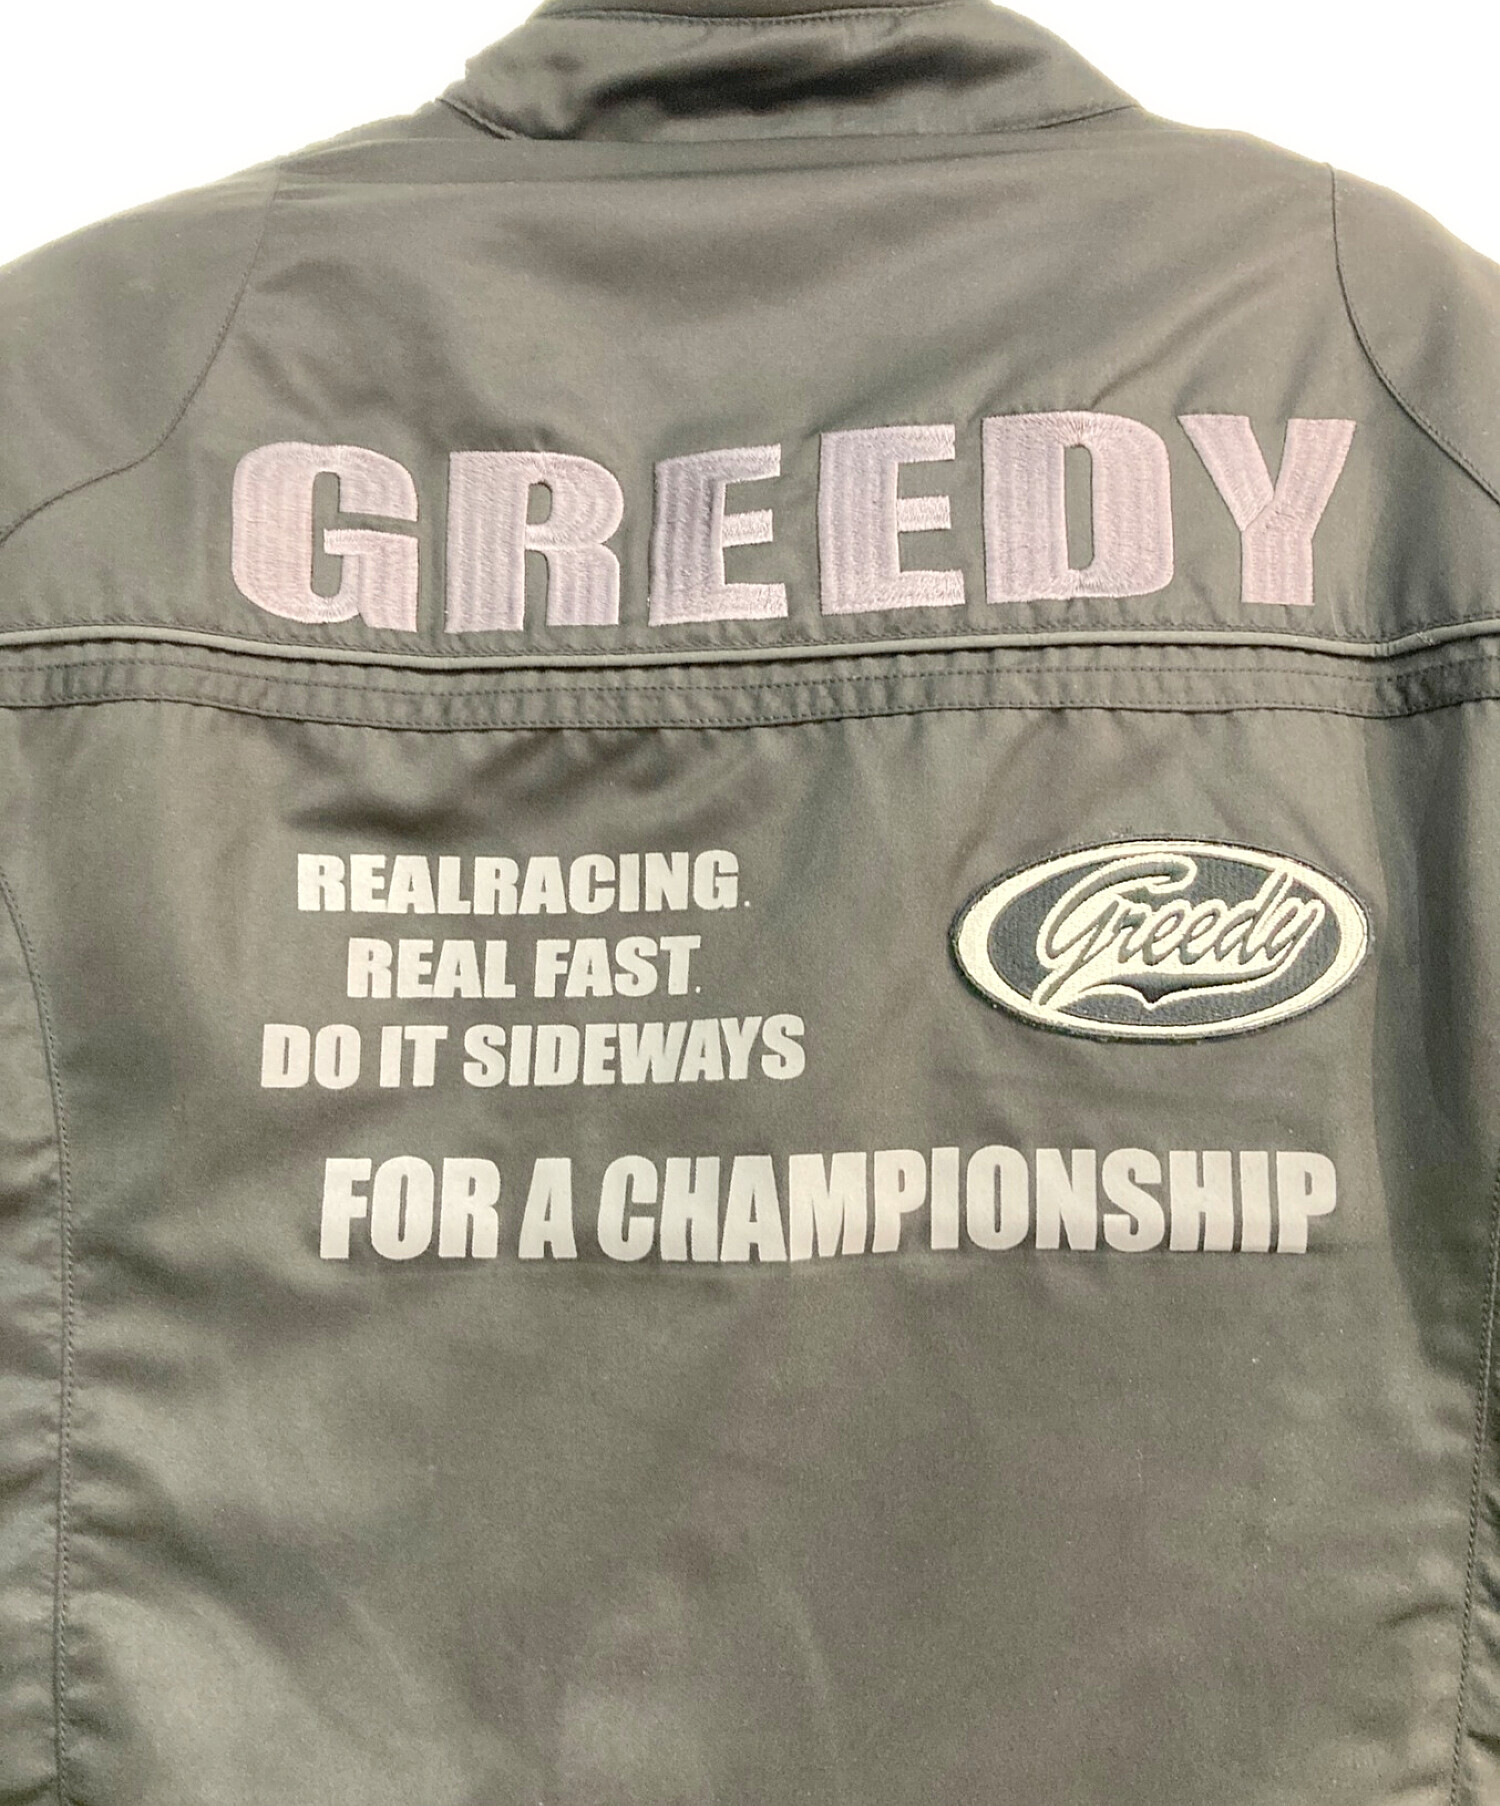 GREEDY
REALRACING.
REAL FAST.
DO IT SIDEWAYS
Greedy
FOR A CHAMPIONSHIP